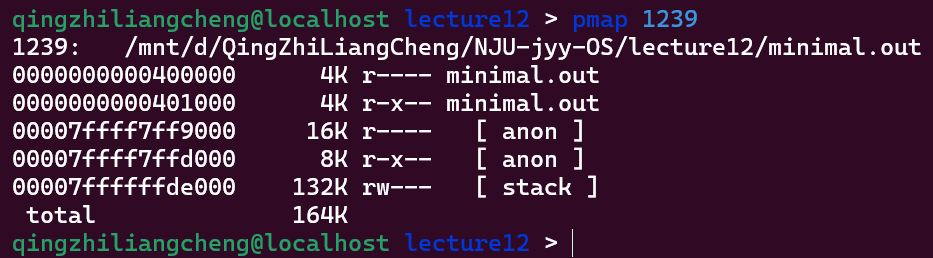 qingzhiliangcheng@localhost lecture12 > pmap 1239
1239:   /mnt/d/QingZhiLiangCheng/NJU-jyy-OS/lecture12/minimal.out
0000000000400000      4K r---- minimal.out
0000000000401000      4K r-x-- minimal.out
00007ffff7ff9000     16K r----   [ anon ]
00007ffff7ffd000      8K r-x--   [ anon ]
00007ffffffde000    132K rw---   [ stack ]
 total              164K
qingzhiliangcheng@localhost lecture12 >